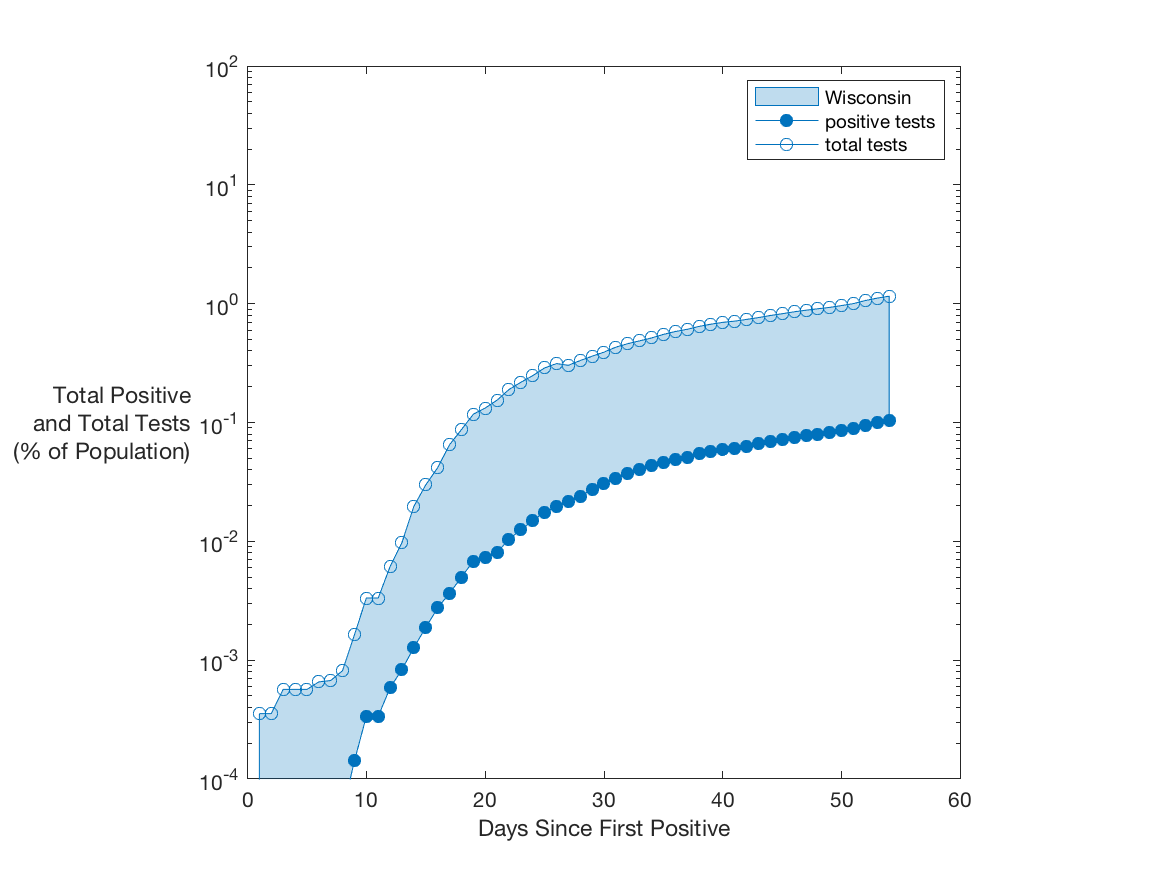 10^2
10^1
10^0
10^-1
10^-2
10^-3
10^-4
Total Positive
and Total Tests
(% of Population)
Wisconsin
positive tests
total tests
0 10 20 30 40 50 60
Days Since First Positive